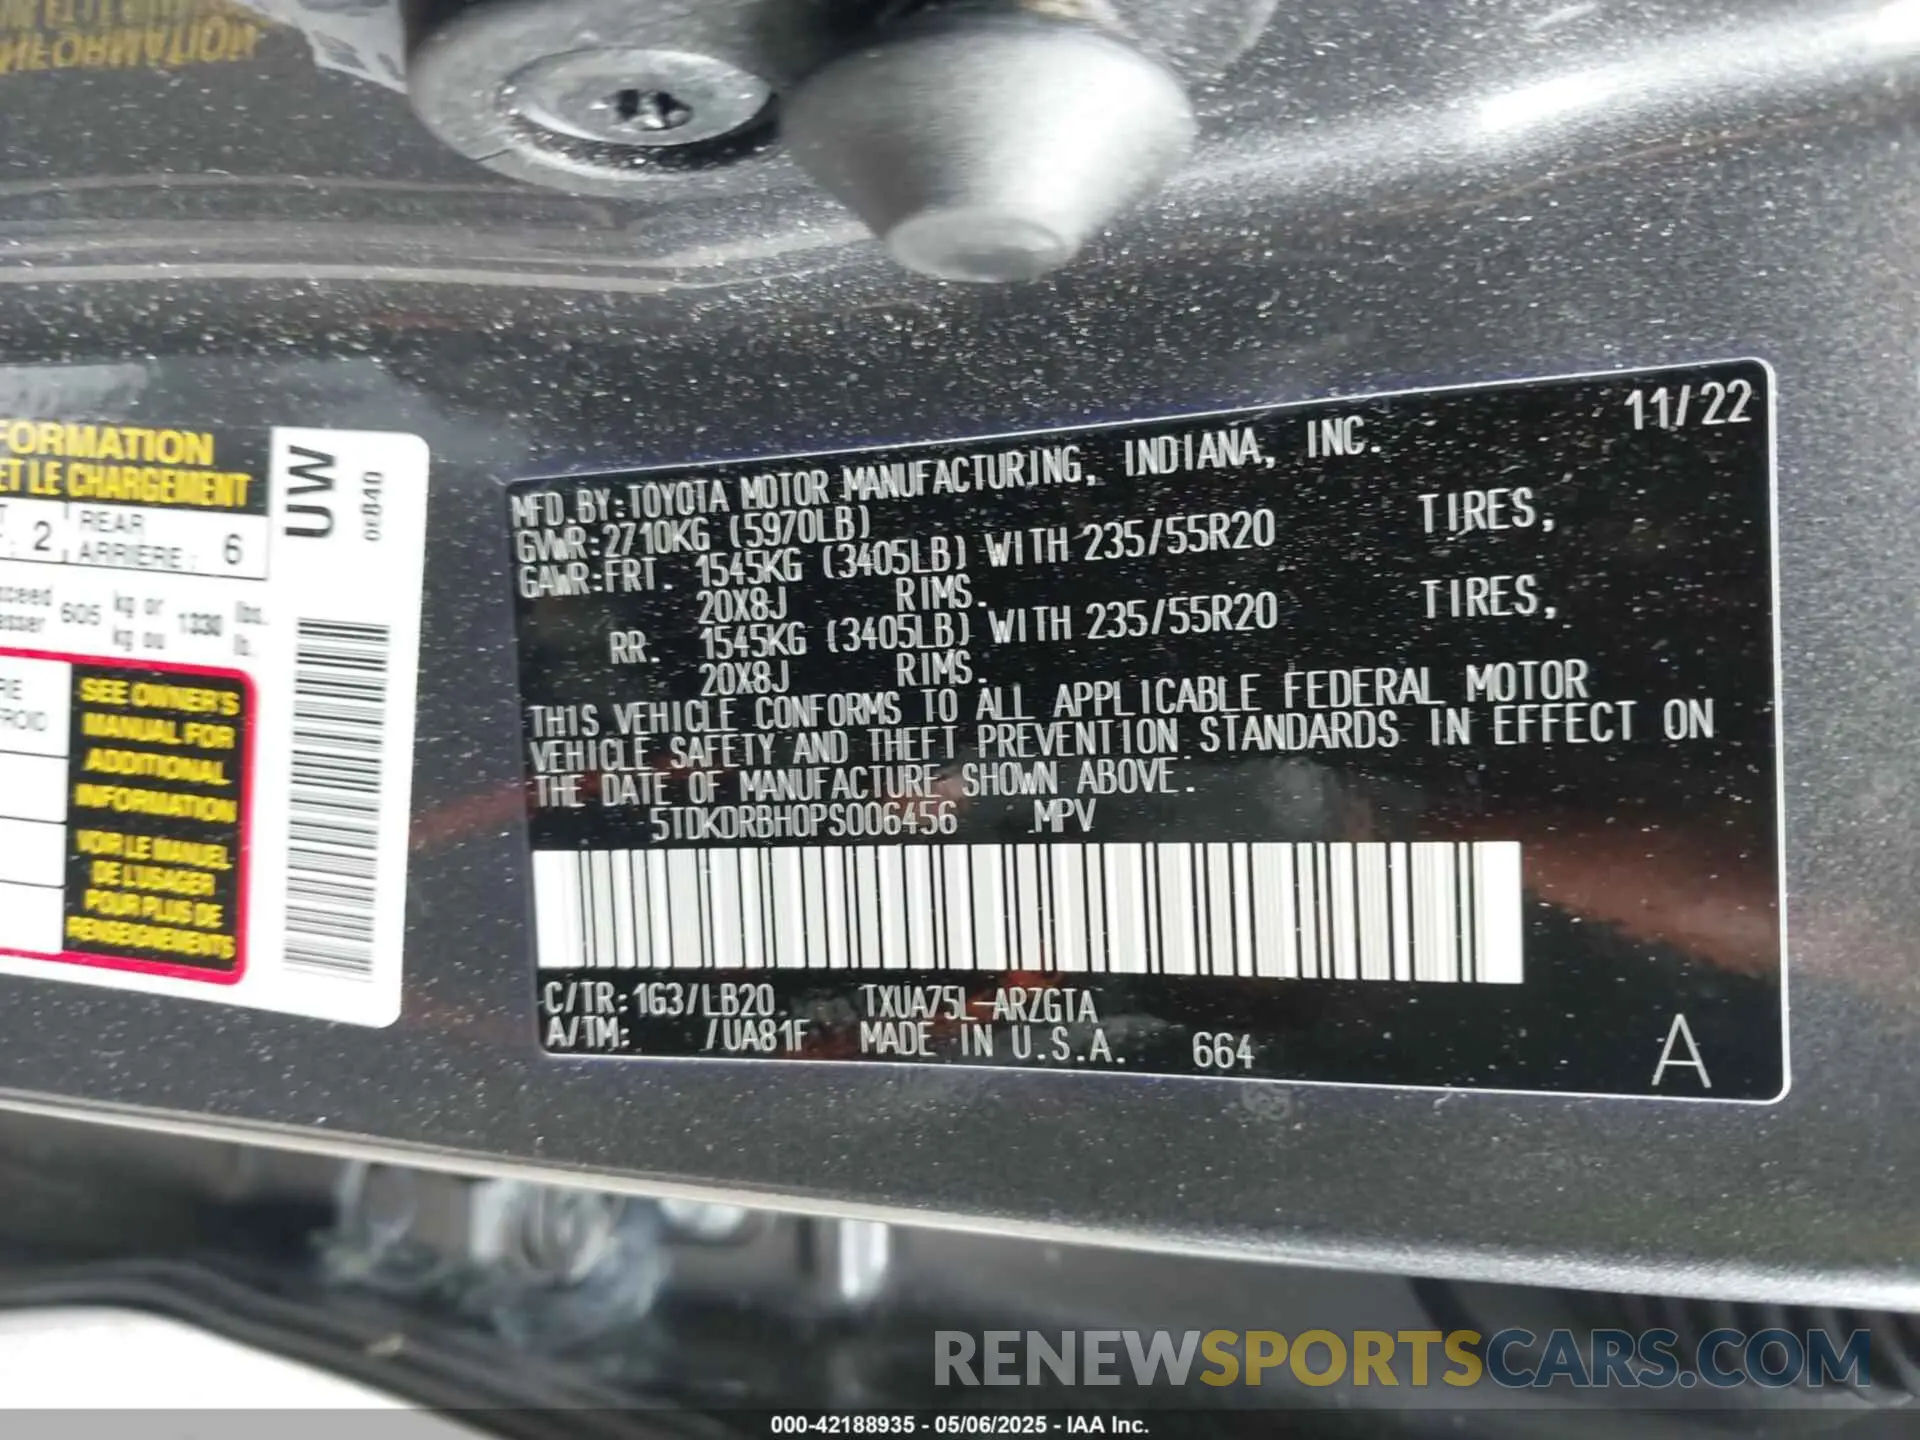 INFORMATION
FORMATION
ET LE CHARGEMENT
: 2
REAR
ARRIÈRE : 6
605
kg or
kg ou
1330
lbs.
lb.
SEE OWNER'S
MANUAL FOR
ADDITIONAL
INFORMATION
VOIR LE MANUEL
DE L'USAGER
POUR PLUS DE
RENSEIGNEMENTS
UW
0E840
11/22
MFD.BY:TOYOTA MOTOR MANUFACTURING, INDIANA, INC.
GVWR:2710KG (5970LB)
GAWR:FRT. 1545KG (3405LB) WITH 235/55R20 TIRES,
20X8J RIMS.
RR. 1545KG (3405LB) WITH 235/55R20 TIRES,
20X8J RIMS.
THIS VEHICLE CONFORMS TO ALL APPLICABLE FEDERAL MOTOR
VEHICLE SAFETY AND THEFT PREVENTION STANDARDS IN EFFECT ON
THE DATE OF MANUFACTURE SHOWN ABOVE.
5TDKDRBH0PS006456 MPV
C/TR:1G3/LB20 TXUA75L-ARZGTA
A/TM: /UA81F MADE IN U.S.A. 664
A
RENEWSPORTSCARS.COM
000-42188935 - 05/06/2025 - IAA Inc.